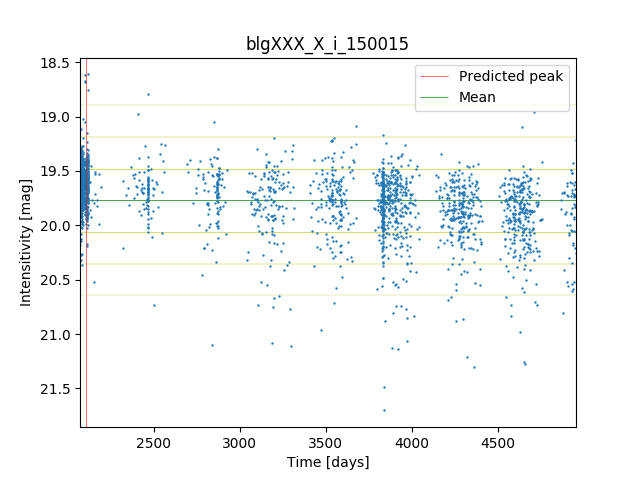 blgXXX_X_i_150015
Predicted peak
Mean
18.5
19.0
19.5
20.0
20.5
21.0
21.5
Intensitivity [mag]
2500 3000 3500 4000 4500
Time [days]